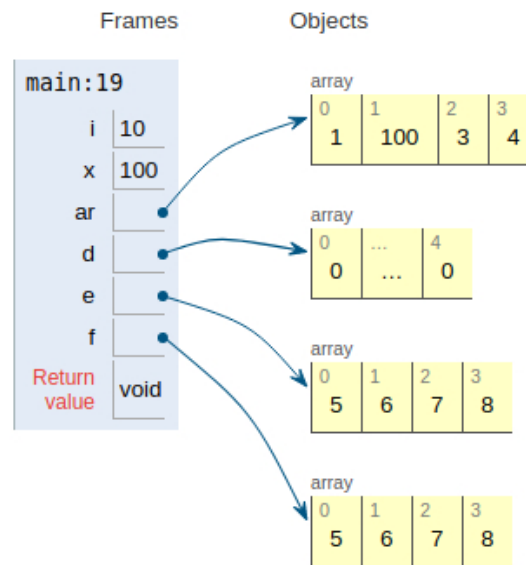 Frames Objects
main:19
i 10
x 100
ar
d
e
f
Return value void
array
0 1 2 3
1 100 3 4
array
0 ... 4
0 ... 0
array
0 1 2 3
5 6 7 8
array
0 1 2 3
5 6 7 8